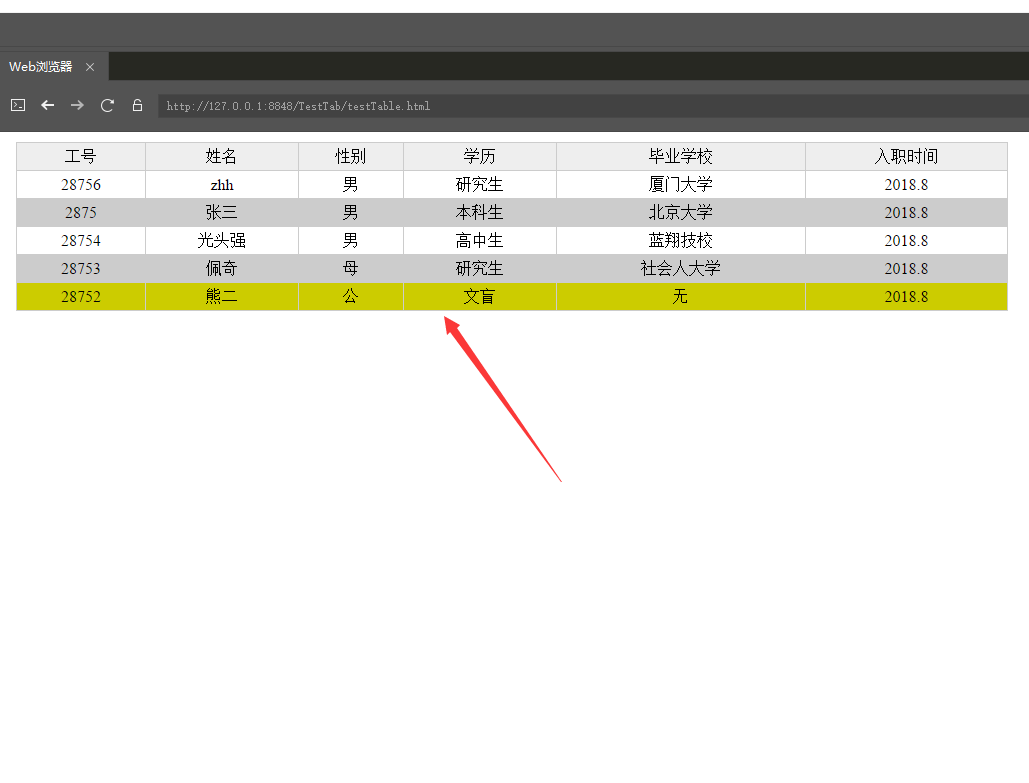 Web浏览器
http://127.0.0.1:8848/TestTab/testTable.html
工号 姓名 性别 学历 毕业学校 入职时间
28756 zhh 男 研究生 厦门大学 2018.8
2875 张三 男 本科生 北京大学 2018.8
28754 光头强 男 高中生 蓝翔技校 2018.8
28753 佩奇 母 研究生 社会人大学 2018.8
28752 熊二 公 文盲 无 2018.8